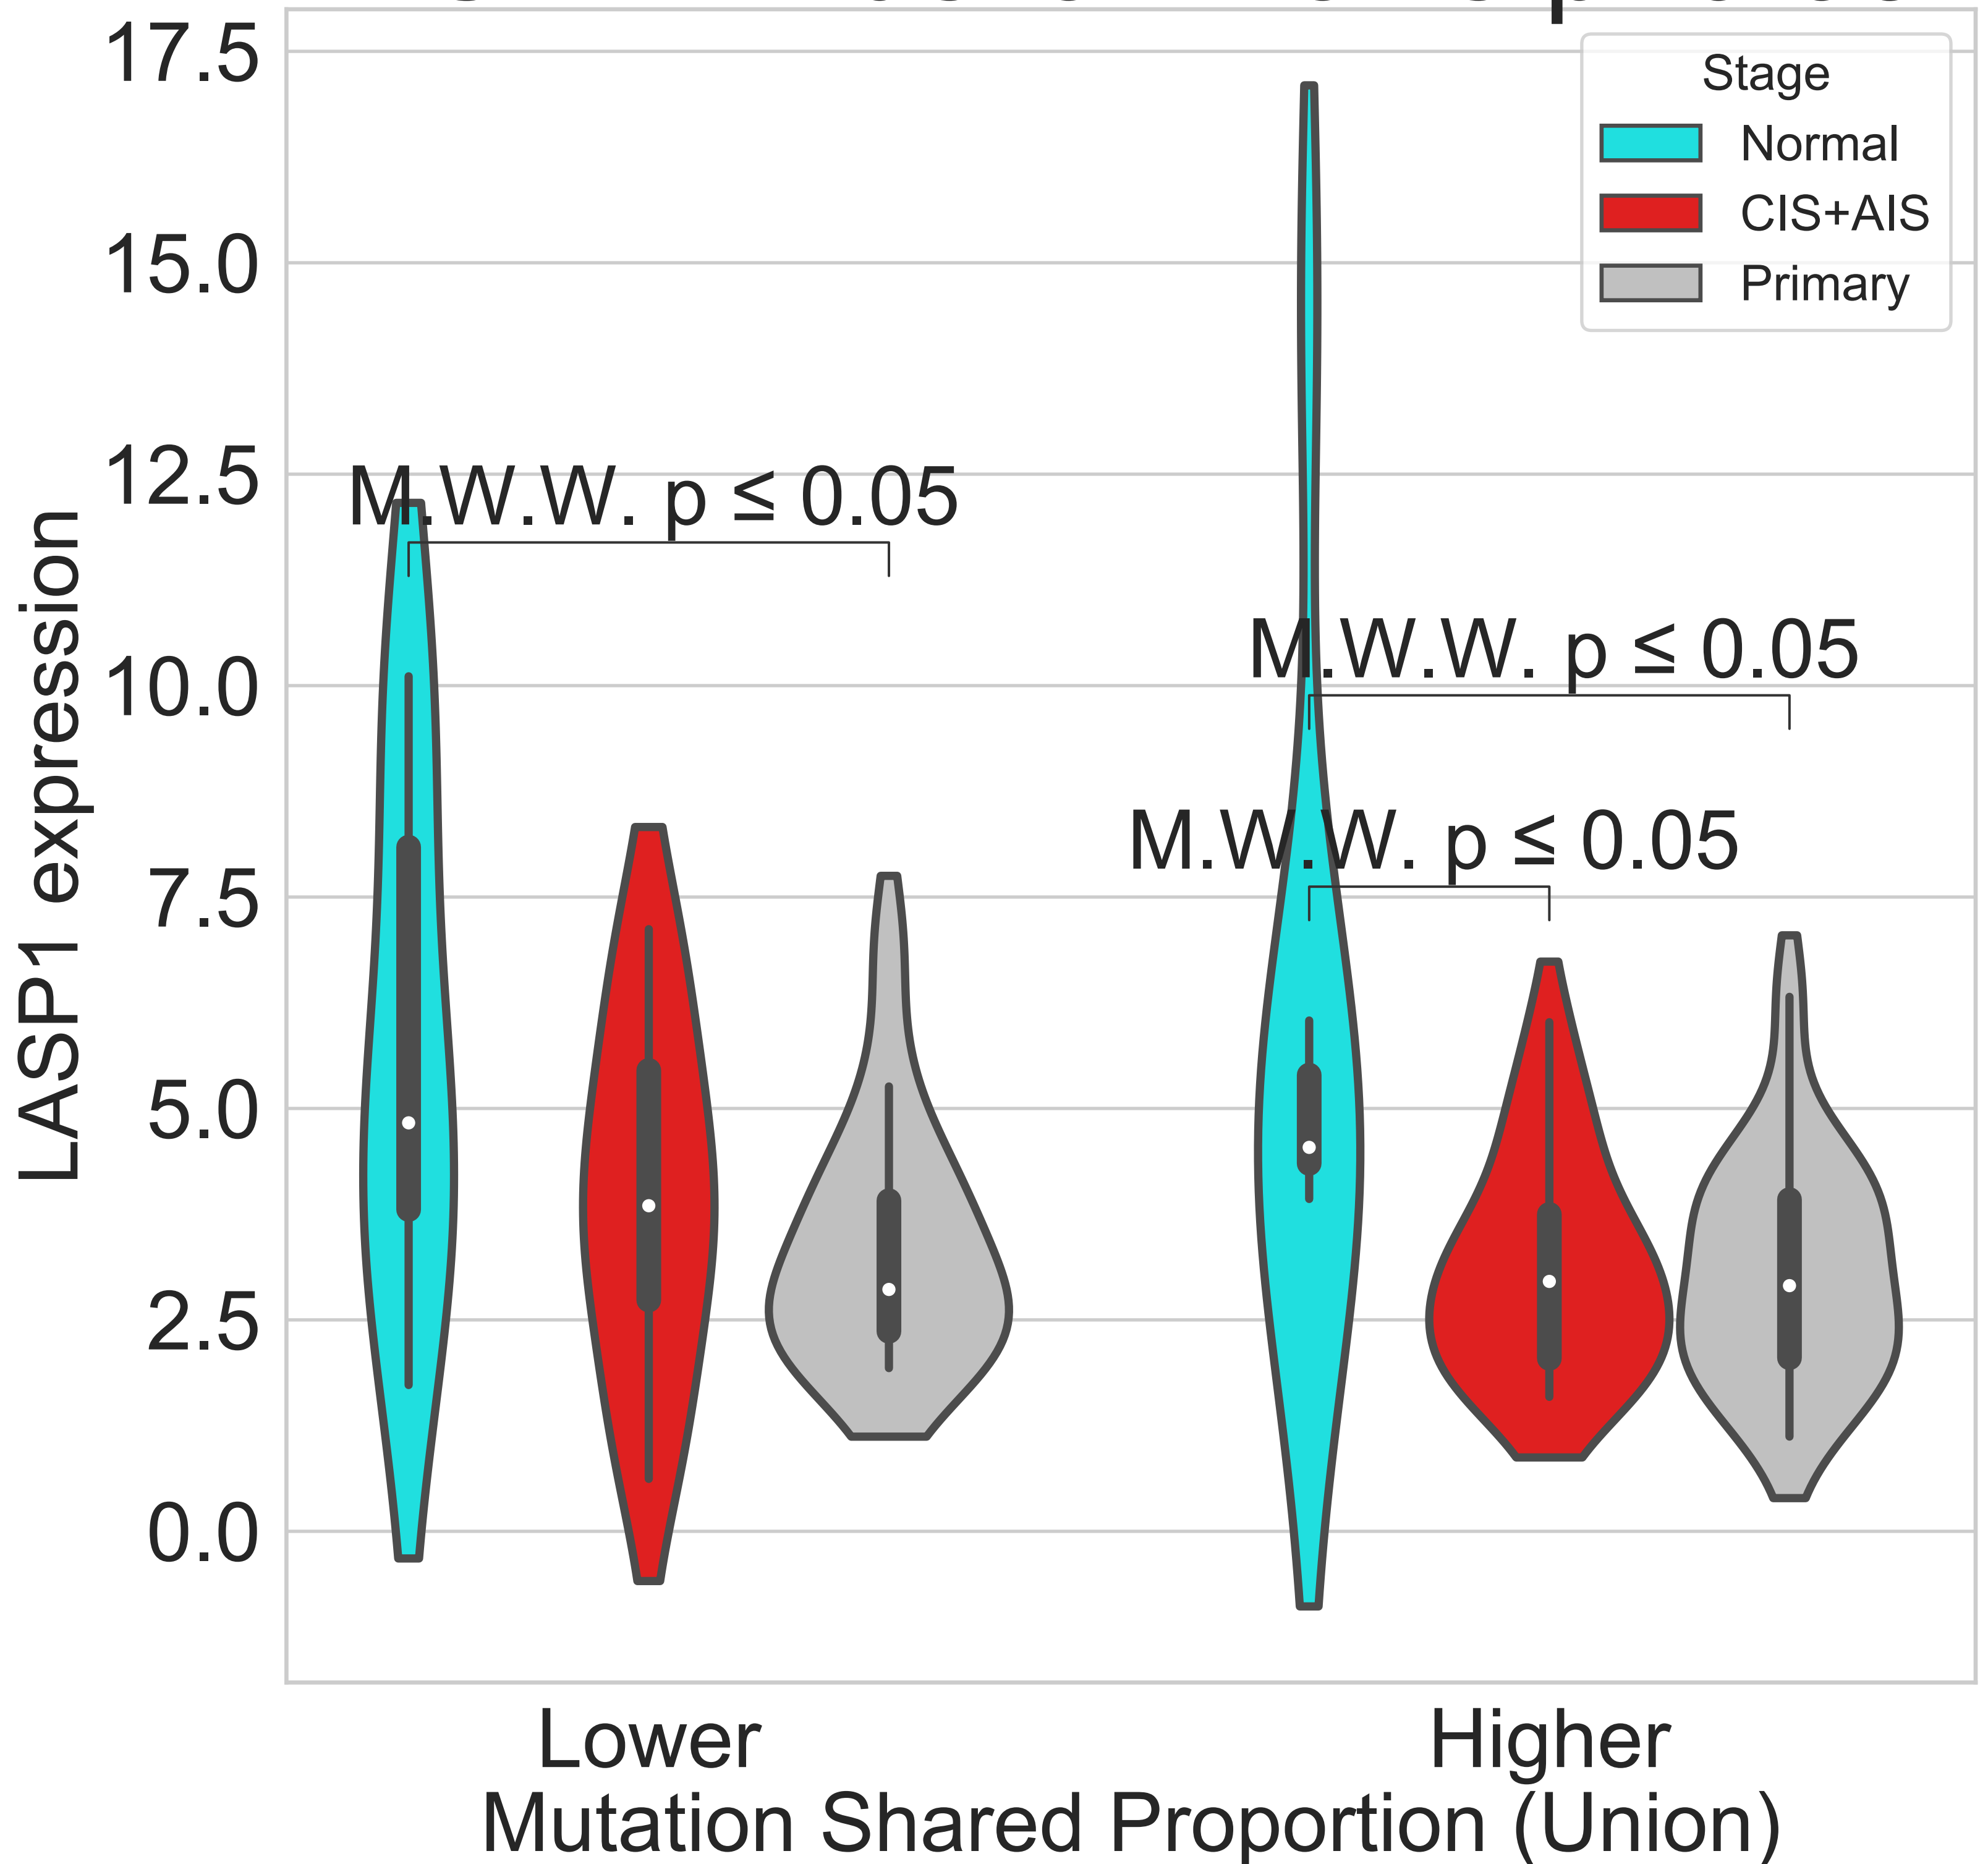 17.5
15.0
12.5
10.0
7.5
5.0
2.5
0.0
LASP1 expression
Stage
Normal
CIS+AIS
Primary
M.W.W. p ≤ 0.05
M.W.W. p ≤ 0.05
M.W.W. p ≤ 0.05
Lower
Higher
Mutation Shared Proportion (Union)